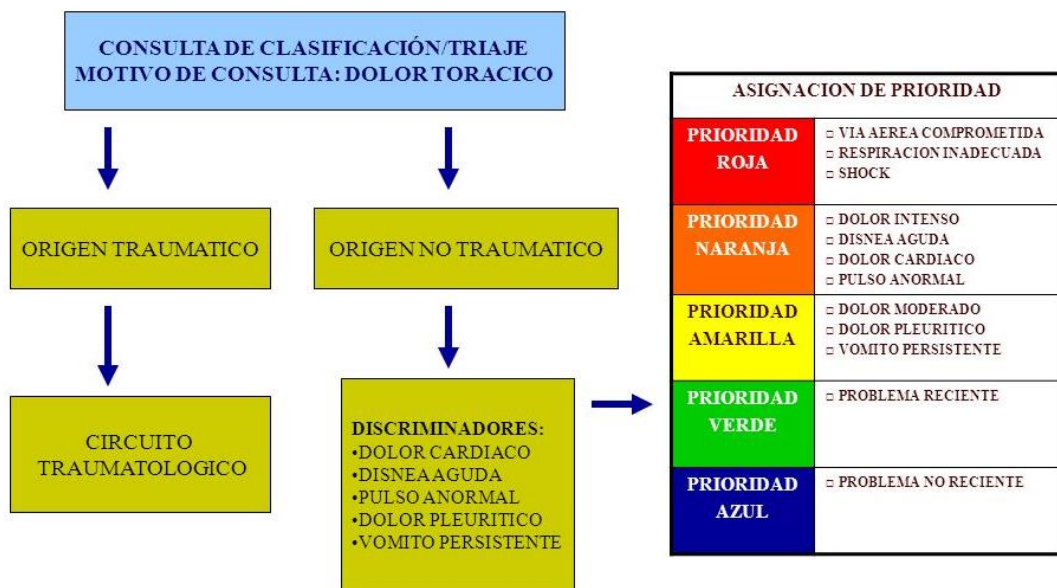 CONSULTA DE CLASIFICACIÓN/TRIAJE
MOTIVO DE CONSULTA: DOLOR TORACICO
ORIGEN TRAUMATICO
ORIGEN NO TRAUMATICO
CIRCUITO
TRAUMATOLOGICO
DISCRIMINADORES:
•DOLOR CARDIACO
•DISNEA AGUDA
•PULSO ANORMAL
•DOLOR PLEURITICO
•VOMITO PERSISTENTE
ASIGNACION DE PRIORIDAD
PRIORIDAD
ROJA
□ VIA AEREA COMPROMETIDA
□ RESPIRACION INADECUADA
□ SHOCK
PRIORIDAD
NARANJA
□ DOLOR INTENSO
□ DISNEA AGUDA
□ DOLOR CARDIACO
□ PULSO ANORMAL
PRIORIDAD
AMARILLA
□ DOLOR MODERADO
□ DOLOR PLEURITICO
□ VOMITO PERSISTENTE
PRIORIDAD
VERDE
□ PROBLEMA RECIENTE
PRIORIDAD
AZUL
□ PROBLEMA NO RECIENTE